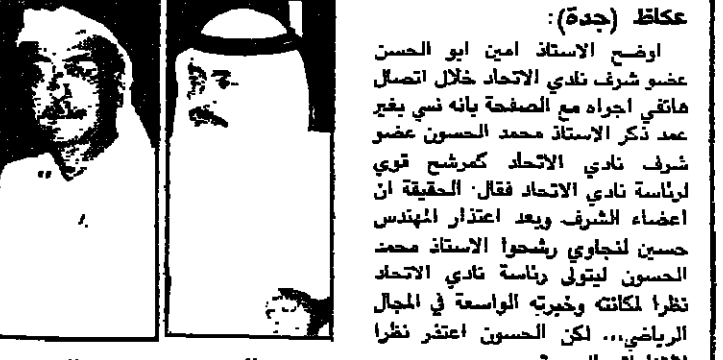 عكاظ (جدة):
اوضح الاستاذ امين ابو الحسن
عضو شرف نادي الاتحاد خلال اتصال
هاتفي اجراه مع الصفحة بانه نسي بغير
عمد ذكر الاستاذ محمد الحسون عضو
شرف نادي الاتحاد كمرشح قوي
لرئاسة نادي الاتحاد فقال: الحقيقة ان
اعضاء الشرف وبعد اعتذار المهندس
حسين لنجاوي رشحوا الاستاذ محمد
الحسون ليتولى رئاسة نادي الاتحاد
نظرا لمكانته وخبرته الواسعة في المجال
الرياضي... لكن الحسون اعتذر نظرا